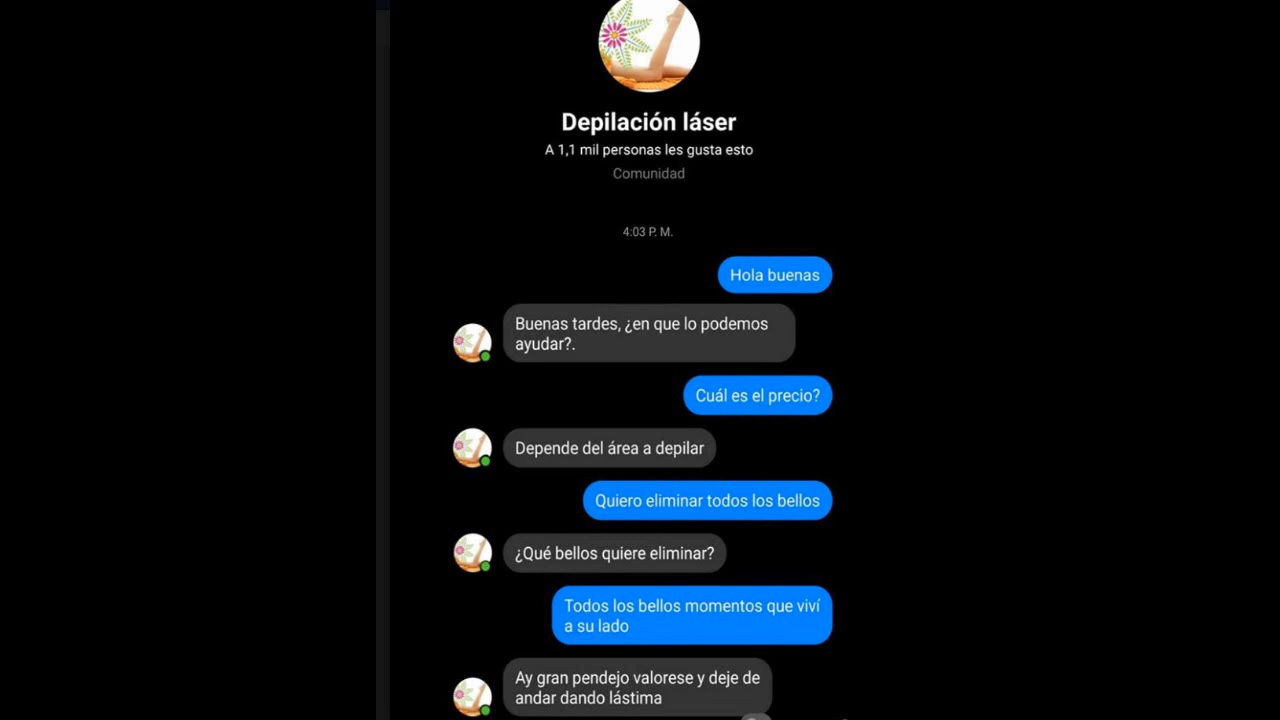 Depilación láser
A 1,1 mil personas les gusta esto
Comunidad
4:03 P. M.
Hola buenas
Buenas tardes, ¿en que lo podemos
ayudar?.
Cuál es el precio?
Depende del área a depilar
Quiero eliminar todos los bellos
¿Qué bellos quiere eliminar?
Todos los bellos momentos que viví
a su lado
Ay gran pendejo valorese y deje de
andar dando lástima